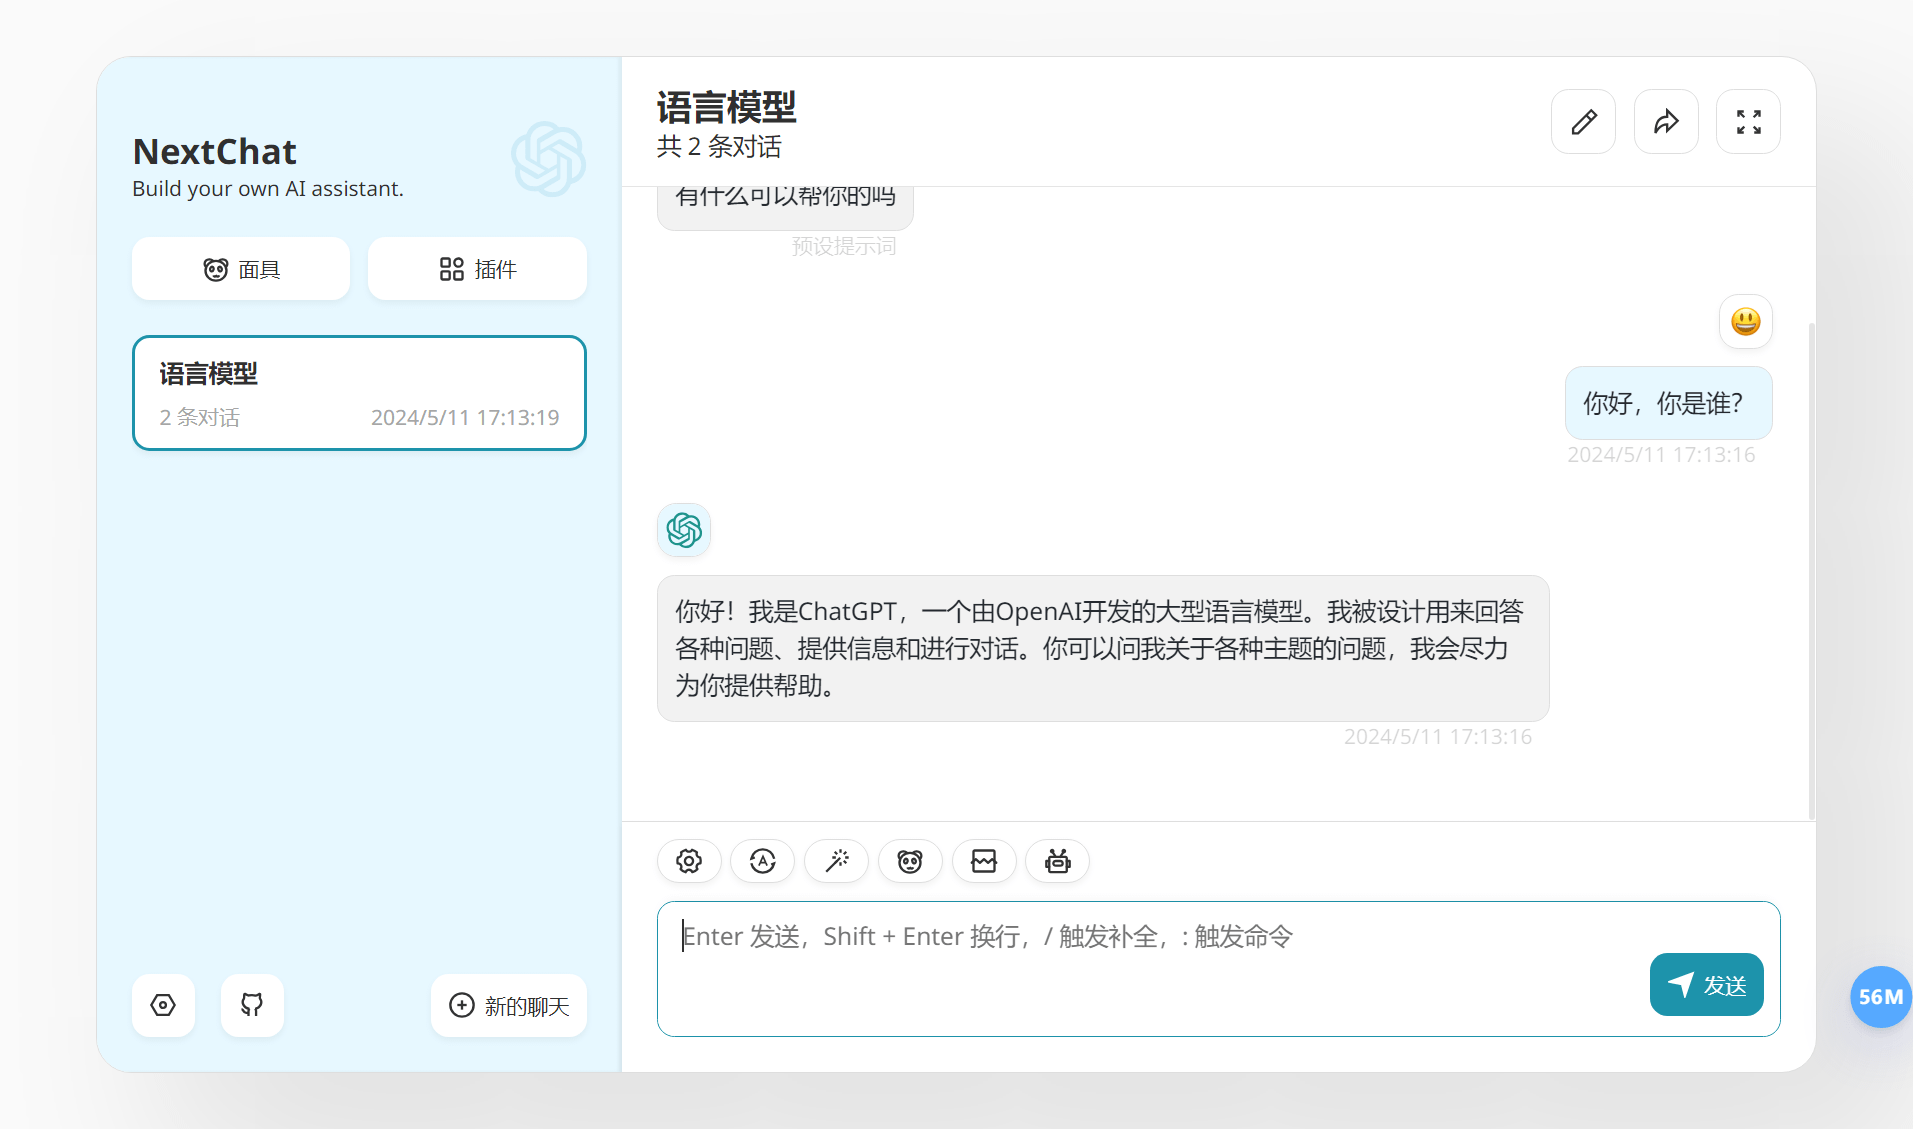 NextChat
Build your own AI assistant.
面具
插件
语言模型
2 条对话
2024/5/11 17:13:19
新的聊天
语言模型
共 2 条对话
有什么可以帮你的吗
预设提示词
你好，你是谁？
2024/5/11 17:13:16
你好！我是ChatGPT，一个由OpenAI开发的大型语言模型。我被设计用来回答
各种问题、提供信息和进行对话。你可以问我关于各种主题的问题，我会尽力
为你提供帮助。
2024/5/11 17:13:16
Enter 发送，Shift + Enter 换行，/ 触发补全，: 触发命令
发送
56M